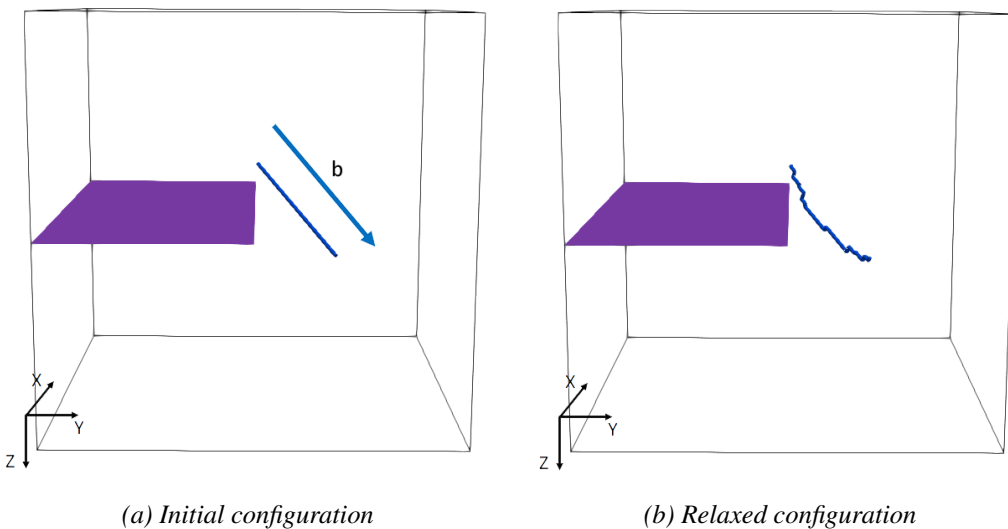 b
X
Y
Z
X
Y
Z
(a) Initial configuration
(b) Relaxed configuration